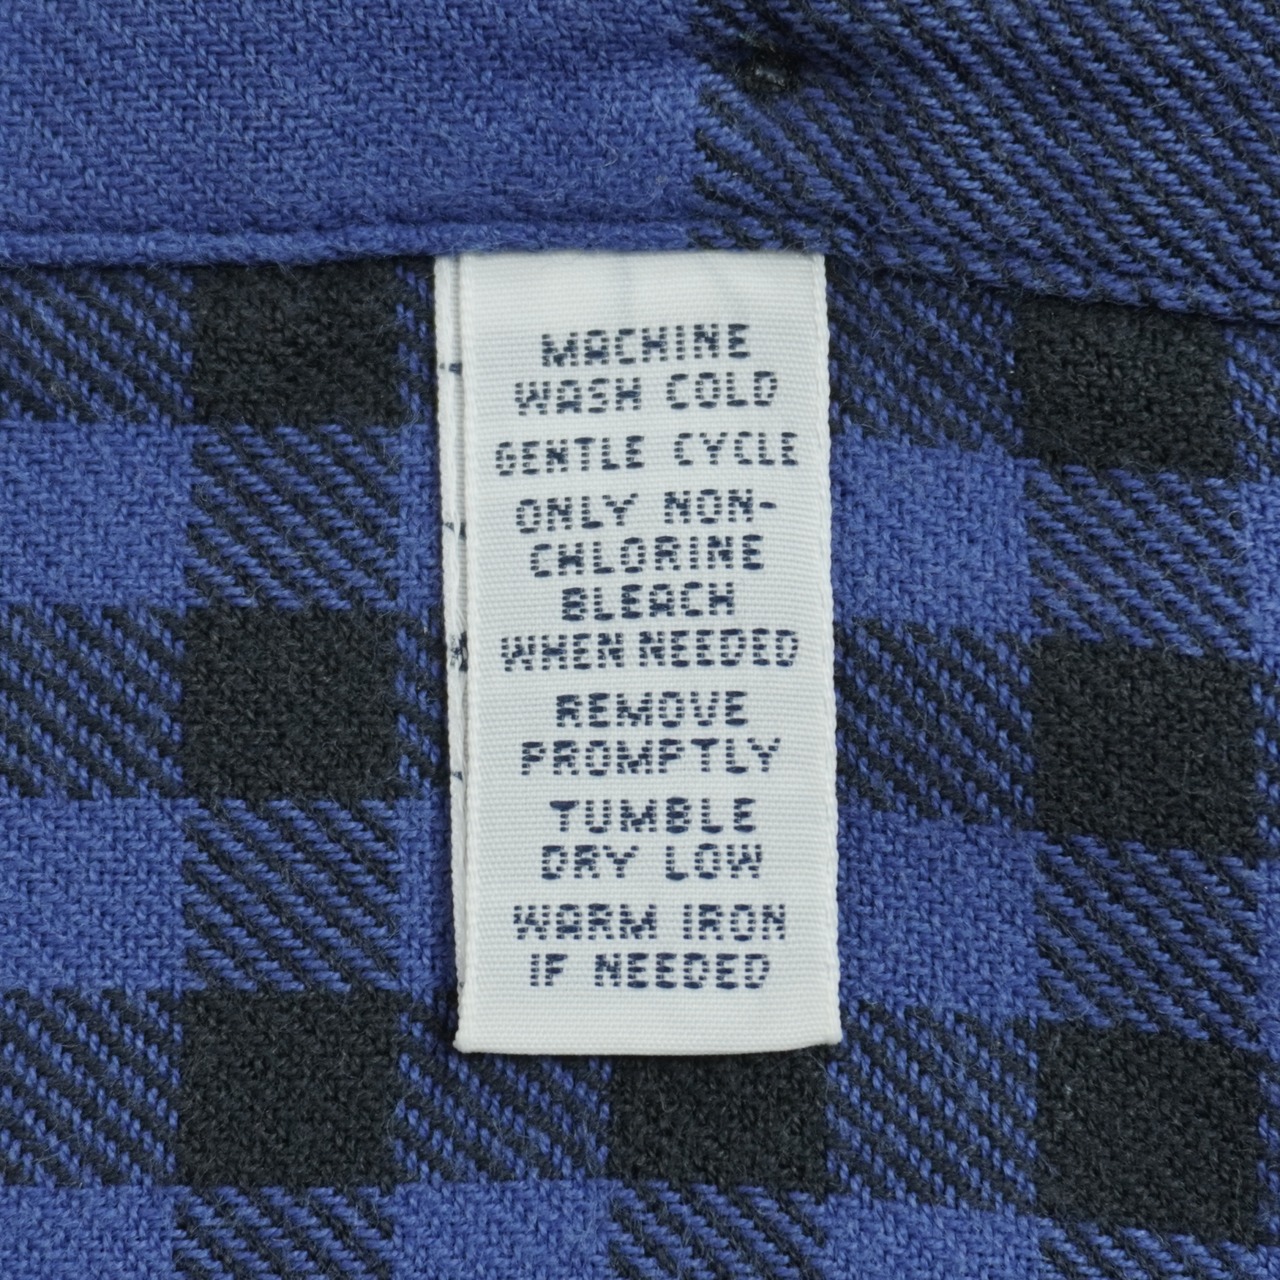 MACHINE
WASH COLD
GENTLE CYCLE
ONLY NON-
CHLORINE
BLEACH
WHEN NEEDED
REMOVE
PROMPTLY
TUMBLE
DRY LOW
WARM IRON
IF NEEDED